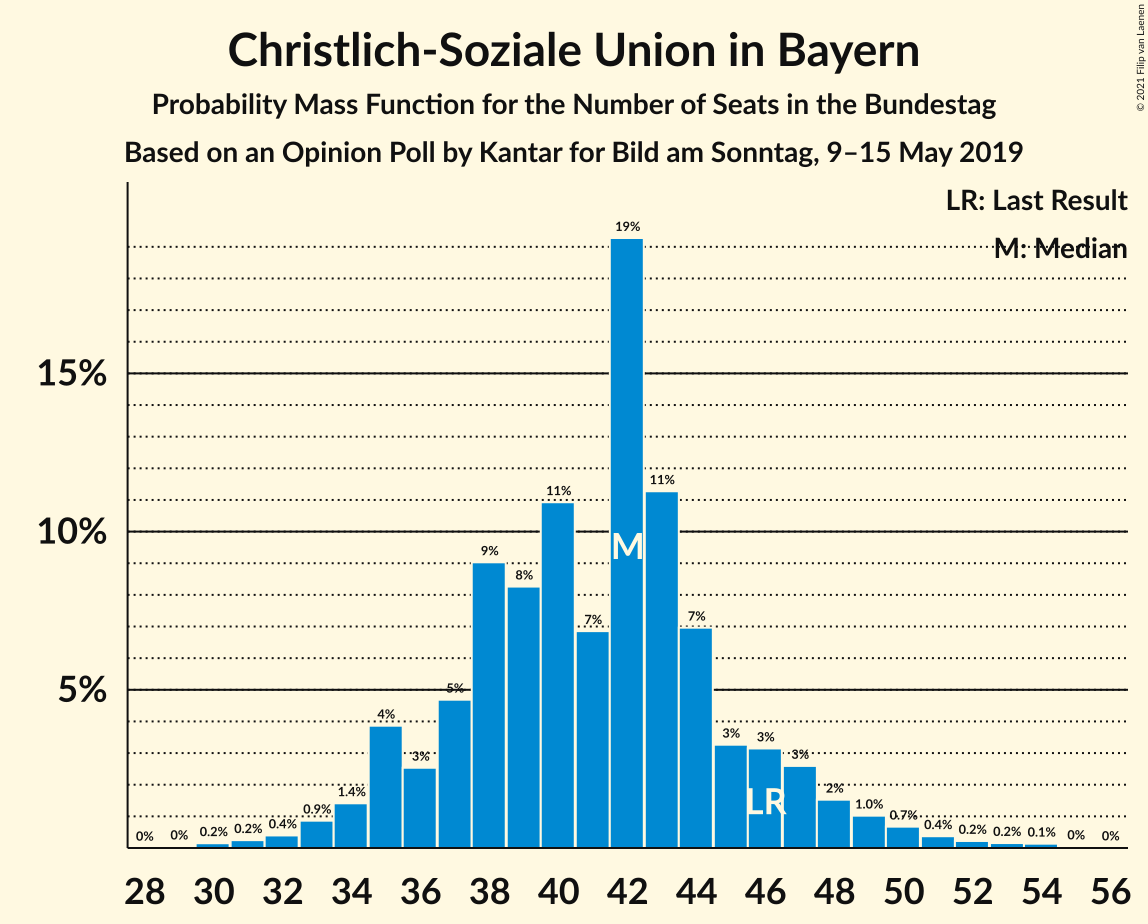 Christlich-Soziale Union in Bayern
Probability Mass Function for the Number of Seats in the Bundestag
Based on an Opinion Poll by Kantar for Bild am Sonntag, 9–15 May 2019
© 2021 Filip van Laenen
LR: Last Result
M: Median
15%
10%
5%
0% 0% 0.2% 0.2% 0.4% 0.9% 1.4% 4% 3% 5% 9% 8% 11% 7% 19% 11% 7% 3% 3% 3% 2% 1.0% 0.7% 0.4% 0.2% 0.2% 0.1% 0% 0%
M
LR
28 30 32 34 36 38 40 42 44 46 48 50 52 54 56